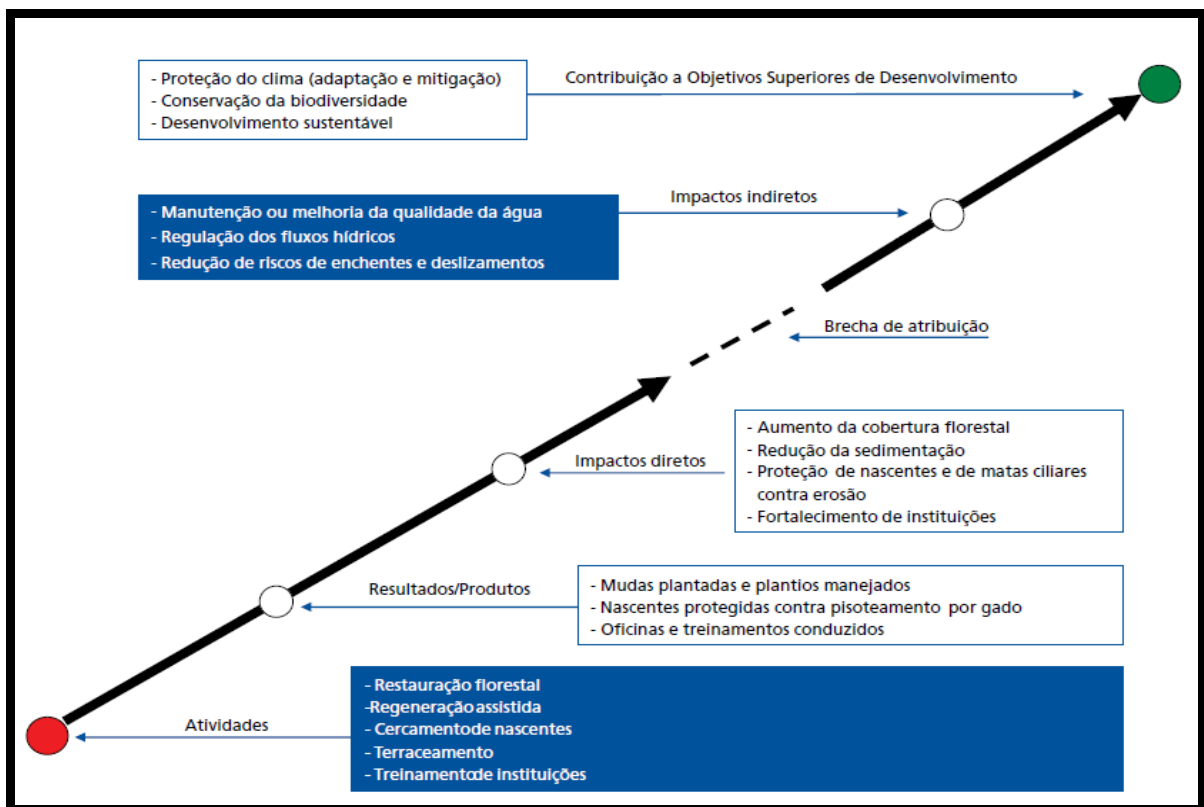 - Proteção do clima (adaptação e mitigação)
- Conservação da biodiversidade
- Desenvolvimento sustentável
Contribuição a Objetivos Superiores de Desenvolvimento
- Manutenção ou melhoria da qualidade da água
- Regulação dos fluxos hídricos
- Redução de riscos de enchentes e deslizamentos
Impactos indiretos
Brecha de atribuição
Impactos diretos
- Aumento da cobertura florestal
- Redução da sedimentação
- Proteção de nascentes e de matas ciliares
contra erosão
- Fortalecimento de instituições
Resultados/Produtos
- Mudas plantadas e plantios manejados
- Nascentes protegidas contra pisoteamento por gado
- Oficinas e treinamentos conduzidos
Atividades
- Restauração florestal
-Regeneração assistida
- Cercamentode nascentes
- Terraceamento
- Treinamentode instituições